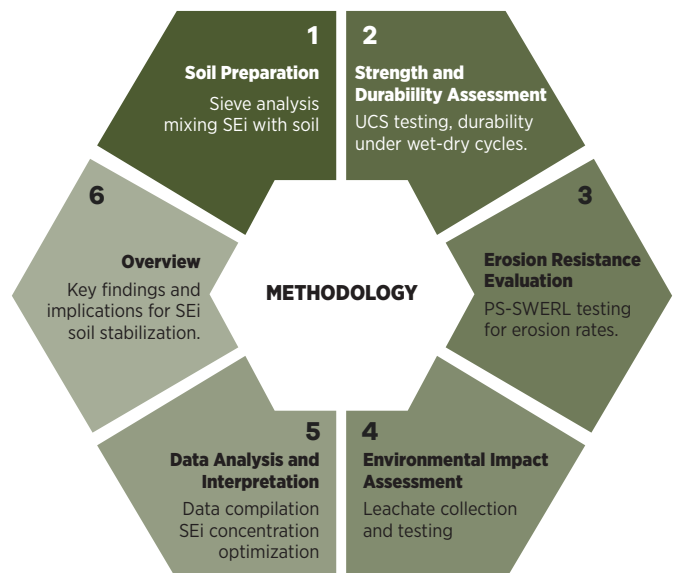 1
Soil Preparation
Sieve analysis
mixing SEi with soil
2
Strength and
Durabiility Assessment
UCS testing, durability
under wet-dry cycles.
3
Erosion Resistance
Evaluation
PS-SWERL testing
for erosion rates.
4
Environmental Impact
Assessment
Leachate collection
and testing
5
Data Analysis and
Interpretation
Data compilation
SEi concentration
optimization
6
Overview
Key findings and
implications for SEi
soil stabilization.
METHODOLOGY